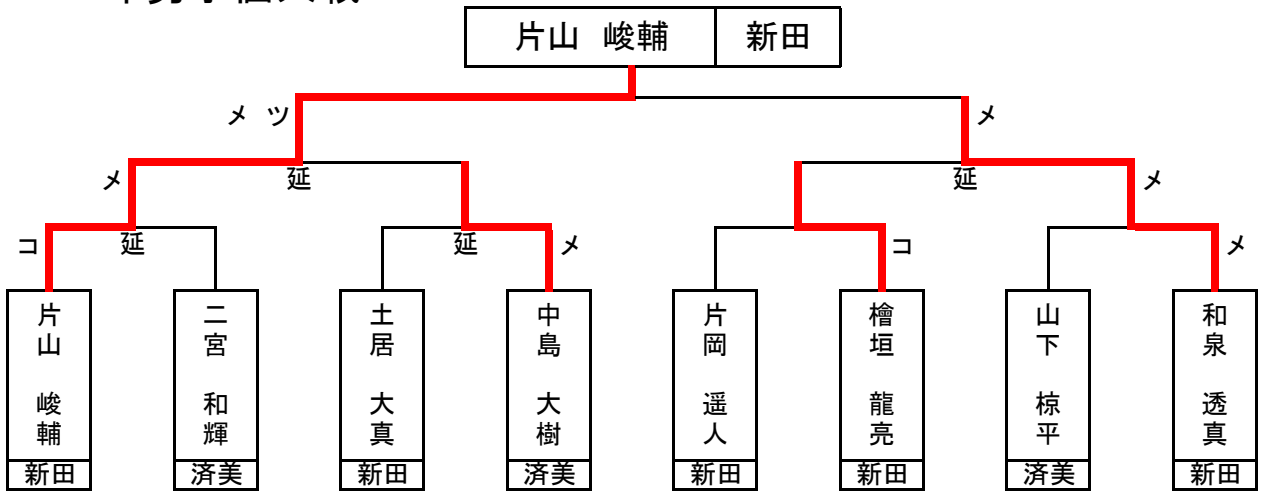 片山 峻輔 新田
メ ツ メ
メ 延 延 メ
コ 延 延 メ コ メ
片山 峻輔
新田
二宮 和輝
済美
土居 大真
新田
中島 大樹
済美
片岡 遥人
新田
檜垣 龍亮
新田
山下 椋平
済美
和泉 透真
新田